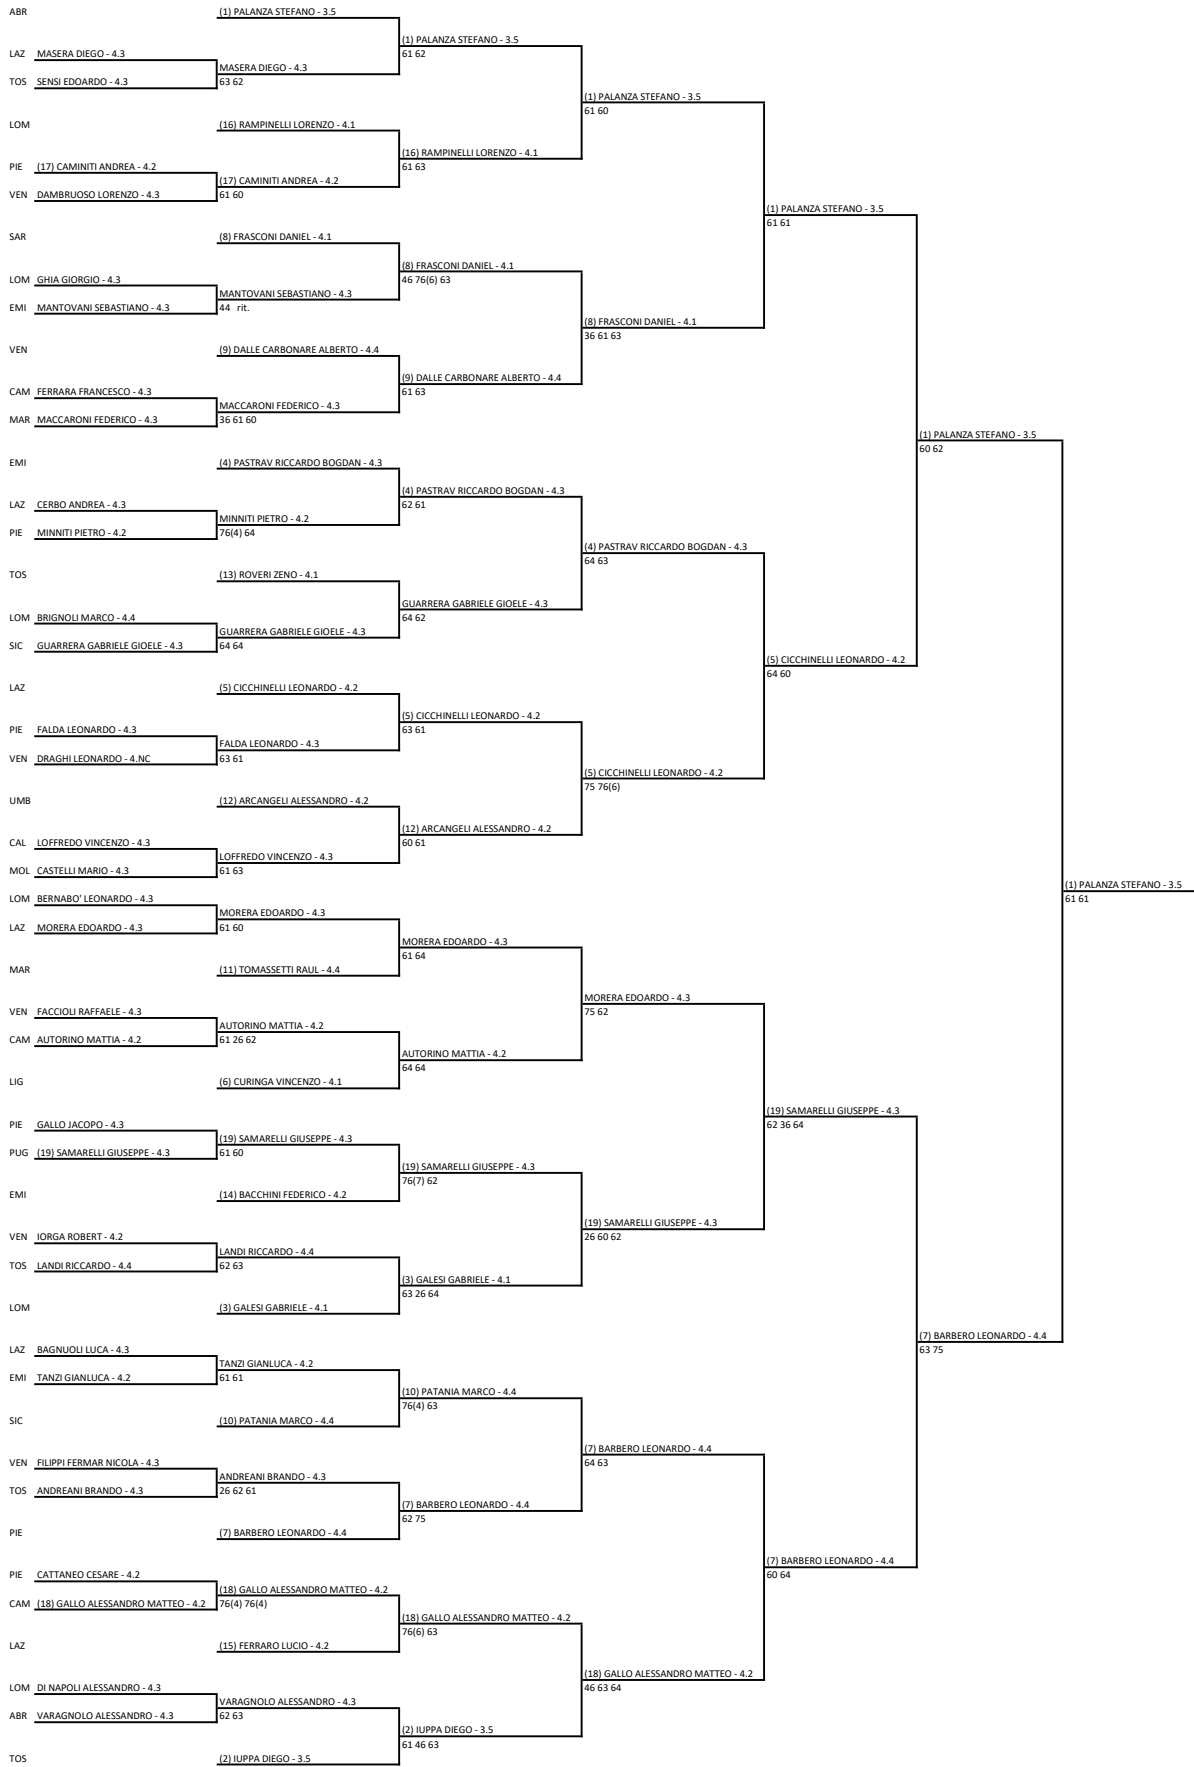 ABR (1) PALANZA STEFANO - 3.5
(1) PALANZA STEFANO - 3.5
LAZ MASERA DIEGO - 4.3 61 62
MASERA DIEGO - 4.3
TOS SENSI EDOARDO - 4.3 63 62
(1) PALANZA STEFANO - 3.5
61 60
LOM (16) RAMPINELLI LORENZO - 4.1
(16) RAMPINELLI LORENZO - 4.1
PIE (17) CAMINITI ANDREA - 4.2 61 63
(17) CAMINITI ANDREA - 4.2
VEN DAMBRUOSO LORENZO - 4.3 61 60
(1) PALANZA STEFANO - 3.5
61 61
SAR (8) FRASCONI DANIEL - 4.1
(8) FRASCONI DANIEL - 4.1
LOM GHIA GIORGIO - 4.3 46 76(6) 63
MANTOVANI SEBASTIANO - 4.3
EMI MANTOVANI SEBASTIANO - 4.3 44 rit.
(8) FRASCONI DANIEL - 4.1
36 61 63
VEN (9) DALLE CARBONARE ALBERTO - 4.4
(9) DALLE CARBONARE ALBERTO - 4.4
CAM FERRARA FRANCESCO - 4.3 61 63
MACCARONI FEDERICO - 4.3
MAR MACCARONI FEDERICO - 4.3 36 61 60
(1) PALANZA STEFANO - 3.5
60 62
EMI (4) PASTRAV RICCARDO BOGDAN - 4.3
(4) PASTRAV RICCARDO BOGDAN - 4.3
LAZ CERBO ANDREA - 4.3 62 61
MINNITI PIETRO - 4.2
PIE MINNITI PIETRO - 4.2 76(4) 64
(4) PASTRAV RICCARDO BOGDAN - 4.3
64 63
TOS (13) ROVERI ZENO - 4.1
GUARRERA GABRIELE GIOELE - 4.3
LOM BRIGNOLI MARCO - 4.4 64 62
GUARRERA GABRIELE GIOELE - 4.3
SIC GUARRERA GABRIELE GIOELE - 4.3 64 64
(5) CICCHINELLI LEONARDO - 4.2
64 60
LAZ (5) CICCHINELLI LEONARDO - 4.2
(5) CICCHINELLI LEONARDO - 4.2
PIE FALDA LEONARDO - 4.3 63 61
FALDA LEONARDO - 4.3
VEN DRAGHI LEONARDO - 4.NC 63 61
(5) CICCHINELLI LEONARDO - 4.2
75 76(6)
UMB (12) ARCANGELI ALESSANDRO - 4.2
(12) ARCANGELI ALESSANDRO - 4.2
CAL LOFFREDO VINCENZO - 4.3 60 61
LOFFREDO VINCENZO - 4.3
MOL CASTELLI MARIO - 4.3 61 63
(1) PALANZA STEFANO - 3.5
61 61
LOM BERNABO' LEONARDO - 4.3
MORERA EDOARDO - 4.3
LAZ MORERA EDOARDO - 4.3 61 60
MORERA EDOARDO - 4.3
61 64
MAR (11) TOMASSETTI RAUL - 4.4
MORERA EDOARDO - 4.3
75 62
VEN FACCIOLI RAFFAELE - 4.3
AUTORINO MATTIA - 4.2
CAM AUTORINO MATTIA - 4.2 61 26 62
AUTORINO MATTIA - 4.2
64 64
LIG (6) CURINGA VINCENZO - 4.1
(19) SAMARELLI GIUSEPPE - 4.3
62 36 64
PIE GALLO JACOPO - 4.3
(19) SAMARELLI GIUSEPPE - 4.3
PUG (19) SAMARELLI GIUSEPPE - 4.3 61 60
(19) SAMARELLI GIUSEPPE - 4.3
76(7) 62
EMI (14) BACCHINI FEDERICO - 4.2
(19) SAMARELLI GIUSEPPE - 4.3
26 60 62
VEN IORGA ROBERT - 4.2
LANDI RICCARDO - 4.4
TOS LANDI RICCARDO - 4.4 62 63
(3) GALESI GABRIELE - 4.1
63 26 64
LOM (3) GALESI GABRIELE - 4.1
(7) BARBERO LEONARDO - 4.4
63 75
LAZ BAGNUOLI LUCA - 4.3
TANZI GIANLUCA - 4.2
EMI TANZI GIANLUCA - 4.2 61 61
(10) PATANIA MARCO - 4.4
76(4) 63
SIC (10) PATANIA MARCO - 4.4
(7) BARBERO LEONARDO - 4.4
64 63
VEN FILIPPI FERMAR NICOLA - 4.3
ANDREANI BRANDO - 4.3
TOS ANDREANI BRANDO - 4.3 26 62 61
(7) BARBERO LEONARDO - 4.4
62 75
PIE (7) BARBERO LEONARDO - 4.4
(7) BARBERO LEONARDO - 4.4
60 64
PIE CATTANEO CESARE - 4.2
(18) GALLO ALESSANDRO MATTEO - 4.2
CAM (18) GALLO ALESSANDRO MATTEO - 4.2 76(4) 76(4)
(18) GALLO ALESSANDRO MATTEO - 4.2
76(6) 63
LAZ (15) FERRARO LUCIO - 4.2
(18) GALLO ALESSANDRO MATTEO - 4.2
46 63 64
LOM DI NAPOLI ALESSANDRO - 4.3
VARAGNOLO ALESSANDRO - 4.3
ABR VARAGNOLO ALESSANDRO - 4.3 62 63
(2) IUPPA DIEGO - 3.5
61 46 63
TOS (2) IUPPA DIEGO - 3.5